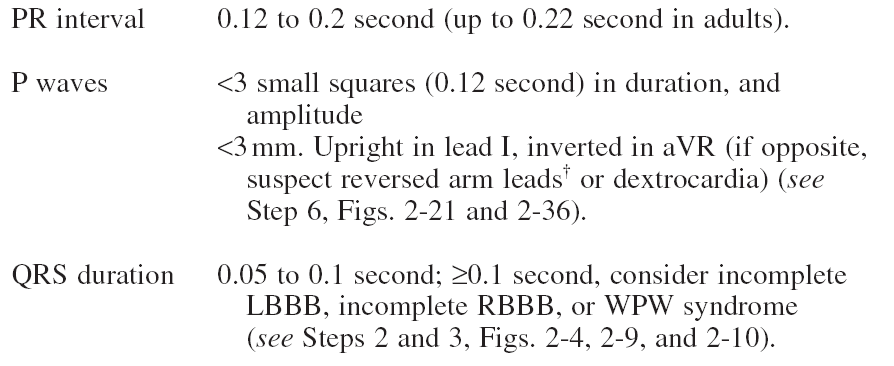 PR interval 0.12 to 0.2 second (up to 0.22 second in adults).
P waves <3 small squares (0.12 second) in duration, and
amplitude
<3 mm. Upright in lead I, inverted in aVR (if opposite,
suspect reversed arm leads† or dextrocardia) (see
Step 6, Figs. 2-21 and 2-36).
QRS duration 0.05 to 0.1 second; ≥0.1 second, consider incomplete
LBBB, incomplete RBBB, or WPW syndrome
(see Steps 2 and 3, Figs. 2-4, 2-9, and 2-10).